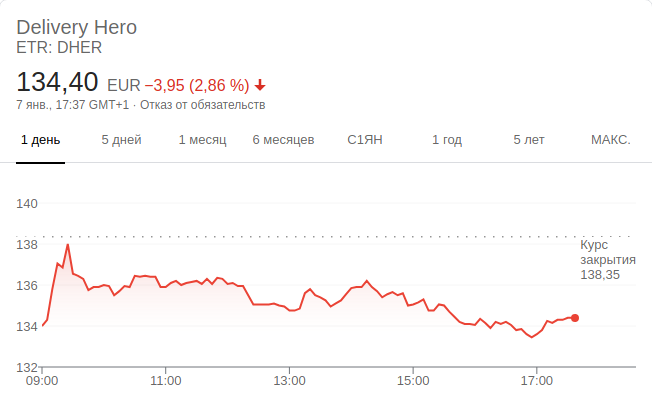 Delivery Hero
ETR: DHER
134,40 EUR −3,95 (2,86 %)
7 янв., 17:37 GMT+1 · Отказ от обязательств
1 день 5 дней 1 месяц 6 месяцев С1ЯН 1 год 5 лет МАКС.
140
138
136
134
132
Курс
закрытия
138,35
09:00 11:00 13:00 15:00 17:00